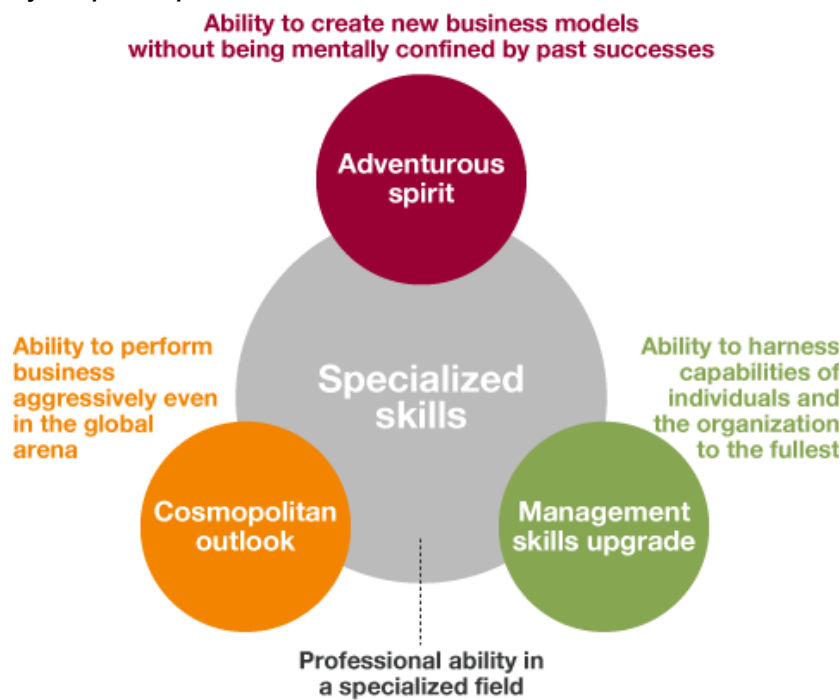 Ability to create new business models
without being mentally confined by past successes
Adventurous
spirit
Ability to perform
business
aggressively even
in the global
arena
Specialized
skills
Ability to harness
capabilities of
individuals and
the organization
to the fullest
Cosmopolitan
outlook
Management
skills upgrade
Professional ability in
a specialized field